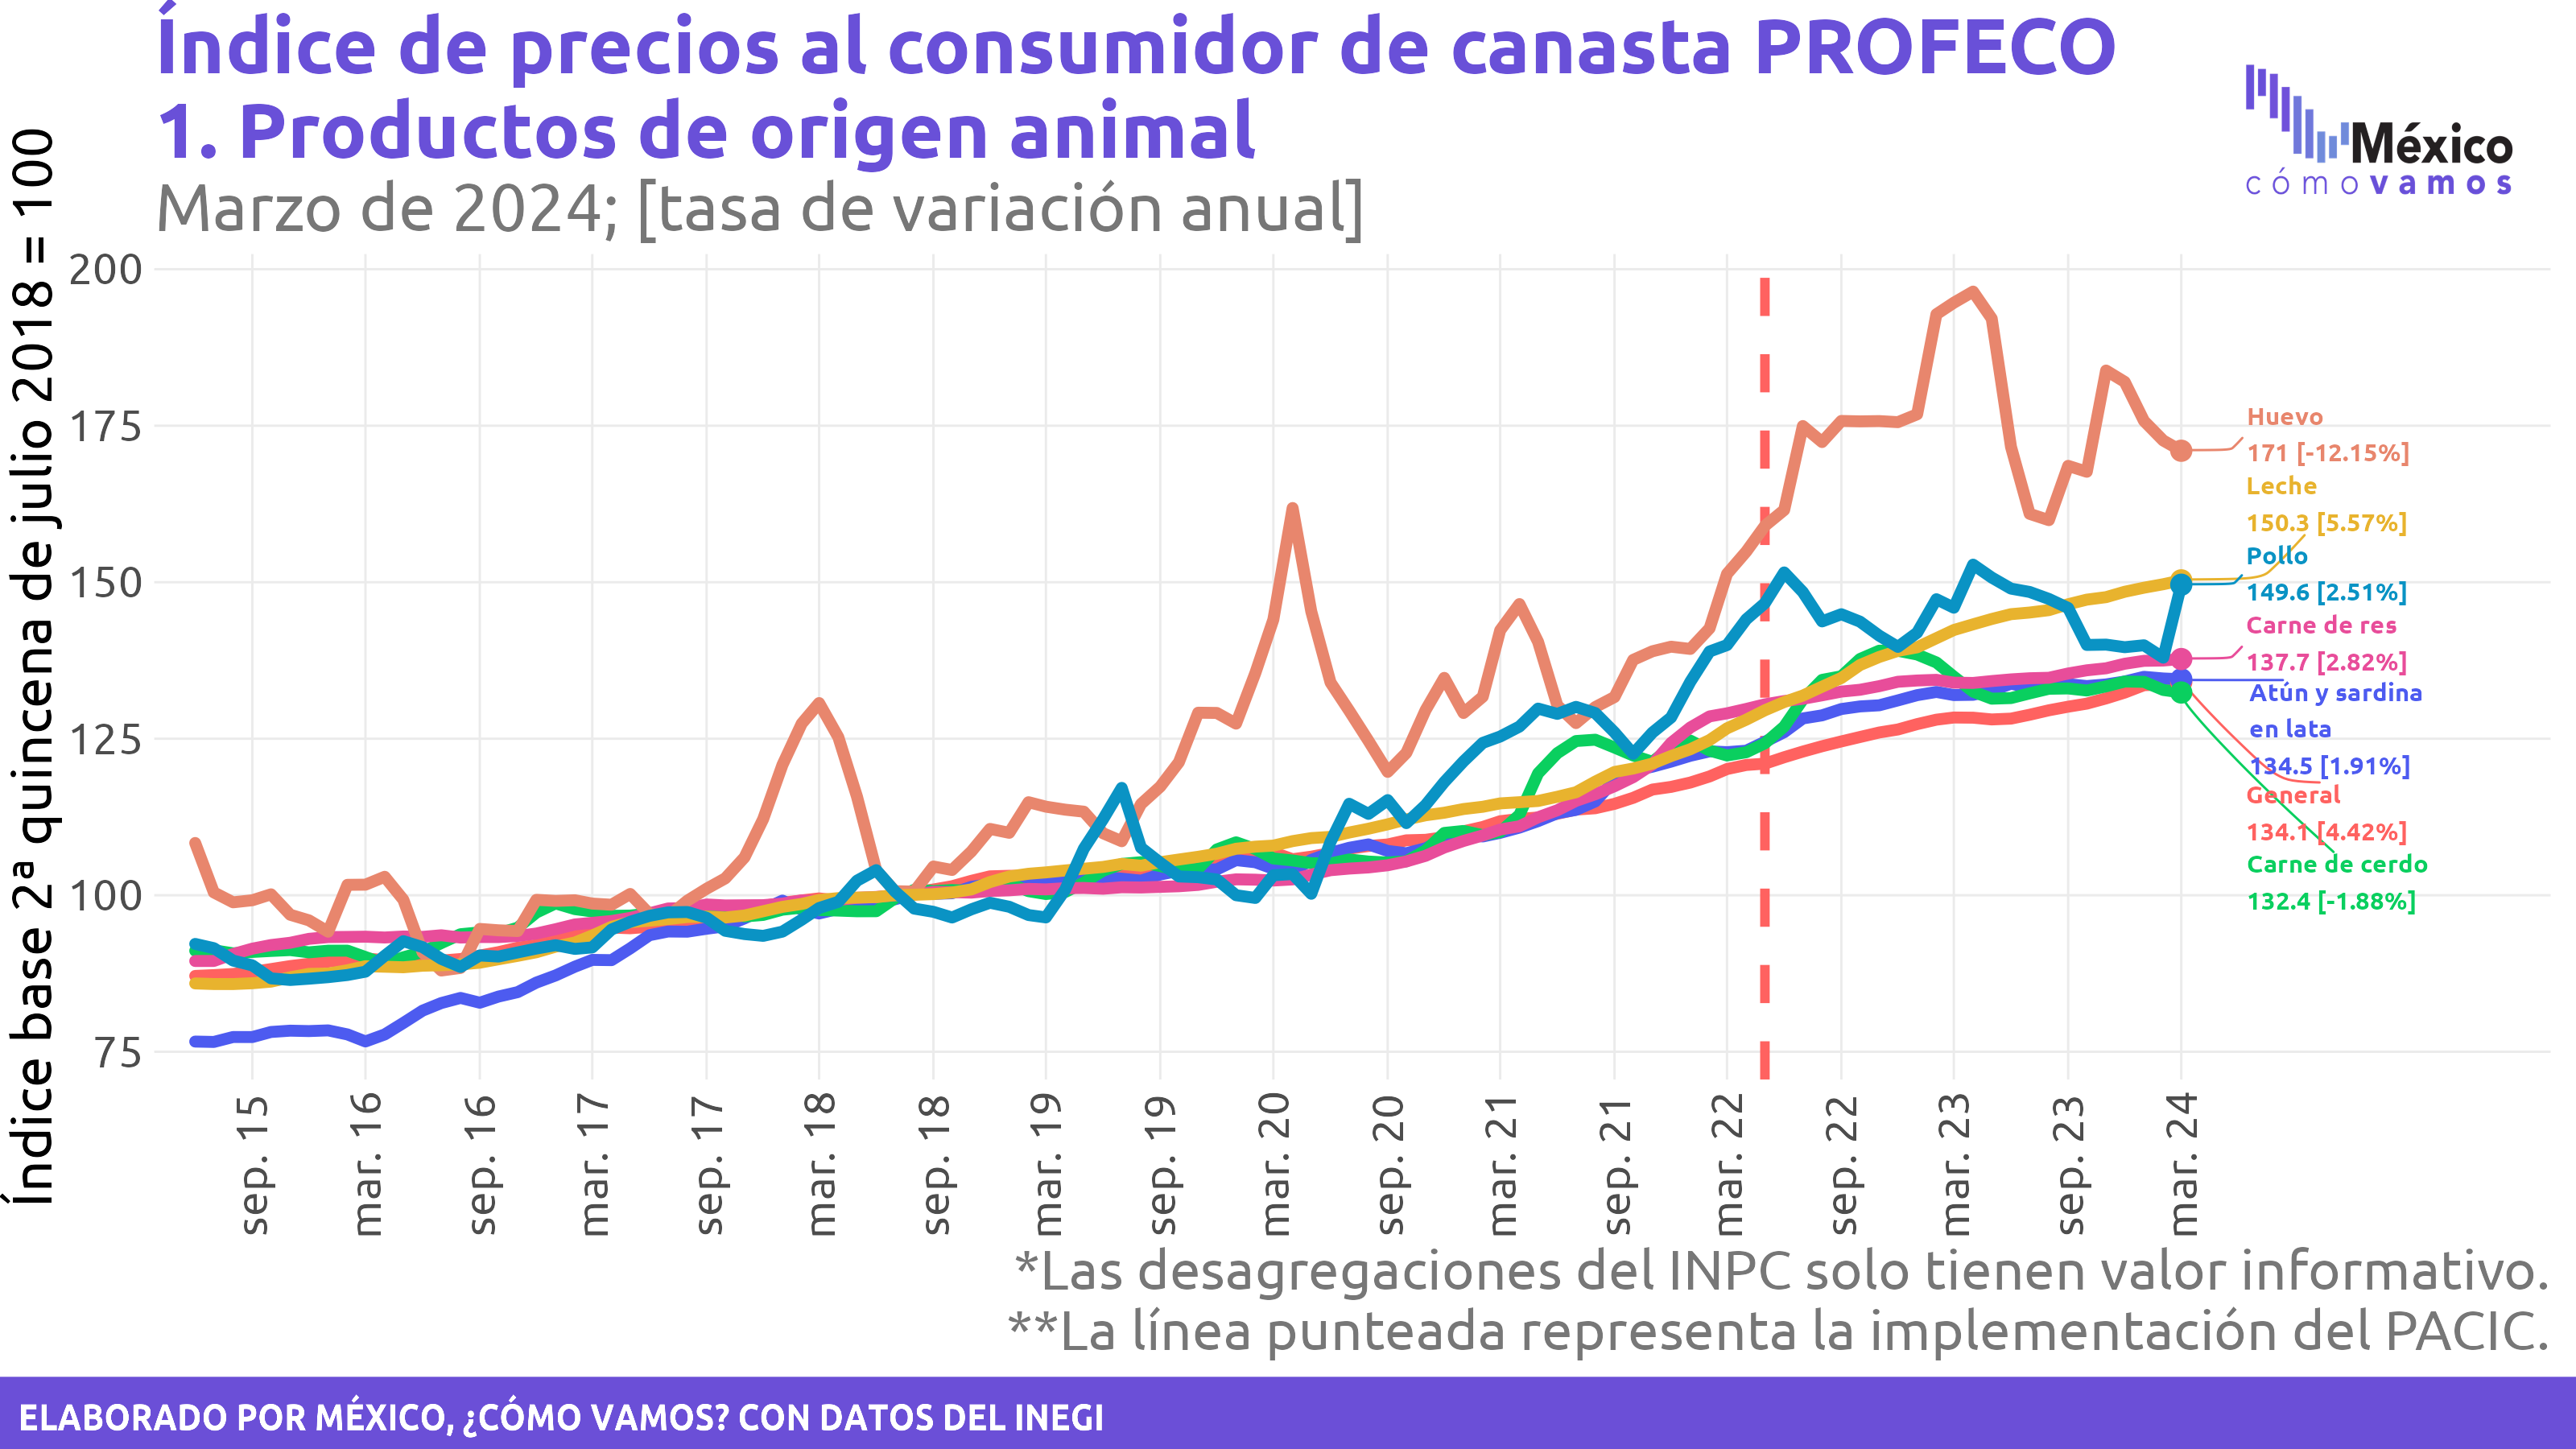 Índice de precios al consumidor de canasta PROFECO
1. Productos de origen animal
Marzo de 2024; [tasa de variación anual]
México
cómo vamos
Índice base 2ª quincena de julio 2018 = 100
200
175
150
125
100
75
Huevo
171 [-12.15%]
Leche
150.3 [5.57%]
Pollo
149.6 [2.51%]
Carne de res
137.7 [2.82%]
Atún y sardina
en lata
134.5 [1.91%]
General
134.1 [4.42%]
Carne de cerdo
132.4 [-1.88%]
sep. 15
mar. 16
sep. 16
mar. 17
sep. 17
mar. 18
sep. 18
mar. 19
sep. 19
mar. 20
sep. 20
mar. 21
sep. 21
mar. 22
sep. 22
mar. 23
sep. 23
mar. 24
*Las desagregaciones del INPC solo tienen valor informativo.
**La línea punteada representa la implementación del PACIC.
ELABORADO POR MÉXICO, ¿CÓMO VAMOS? CON DATOS DEL INEGI